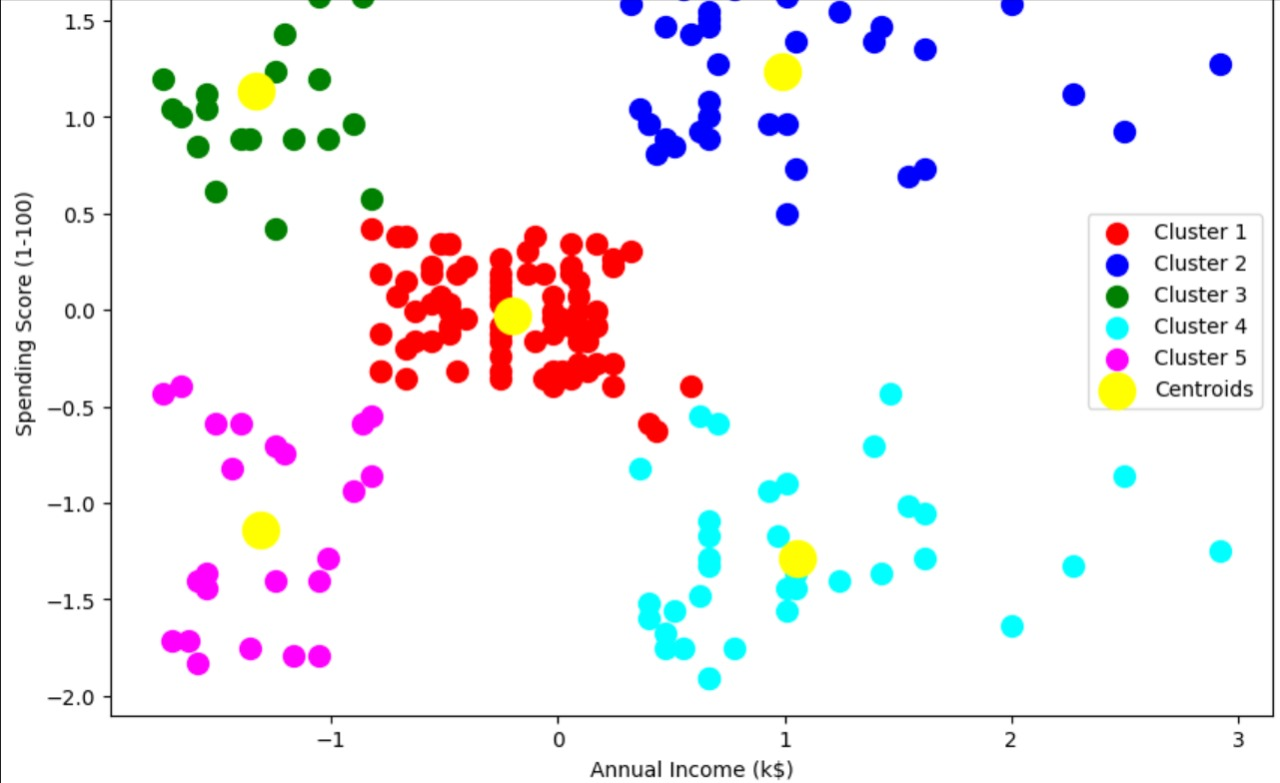 1.5
1.0
0.5
0.0
−0.5
−1.0
−1.5
−2.0
Spending Score (1-100)
Cluster 1
Cluster 2
Cluster 3
Cluster 4
Cluster 5
Centroids
−1 0 1 2 3
Annual Income (k$)